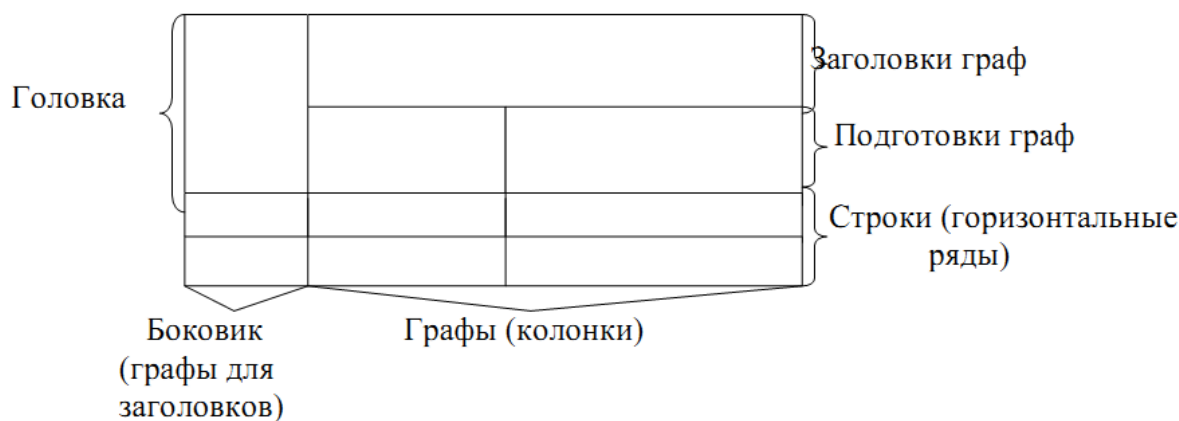 Заголовки граф
Головка
Подготовки граф
Строки (горизонтальные
ряды)
Боковик
(графы для
заголовков)
Графы (колонки)